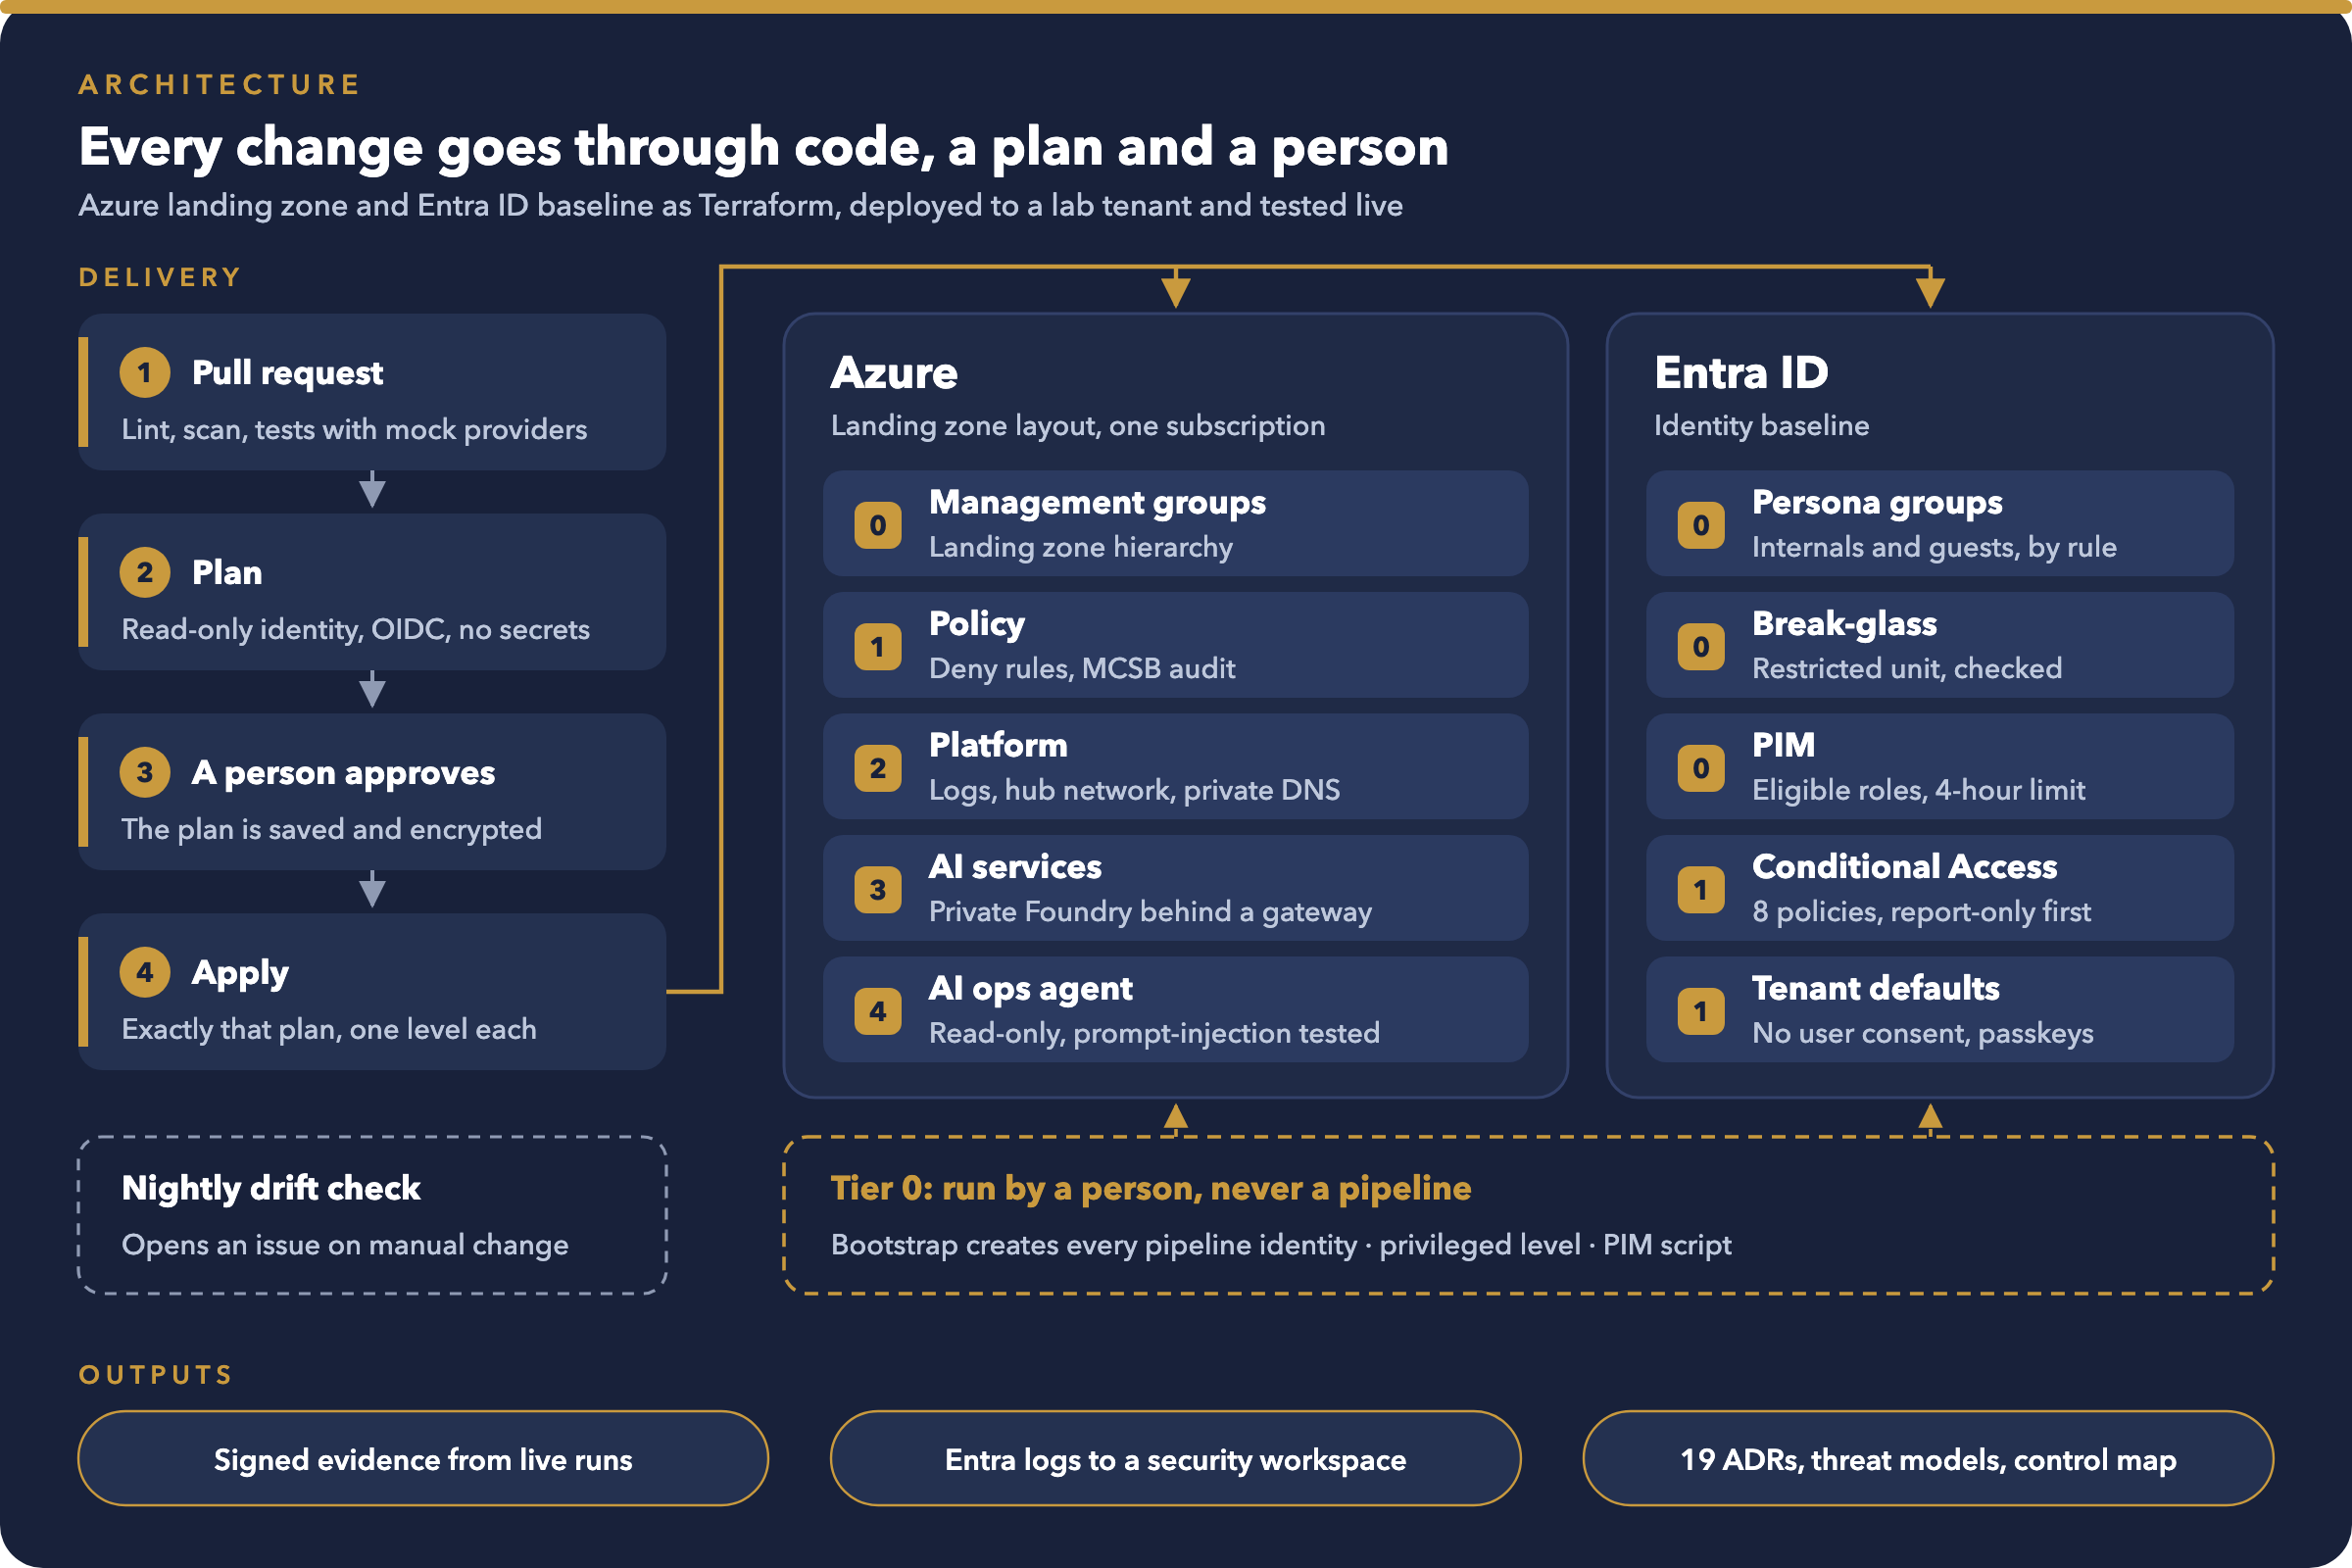 ARCHITECTURE
Every change goes through code, a plan and a person
Azure landing zone and Entra ID baseline as Terraform, deployed to a lab tenant and tested live
DELIVERY
1 Pull request
Lint, scan, tests with mock providers
2 Plan
Read-only identity, OIDC, no secrets
3 A person approves
The plan is saved and encrypted
4 Apply
Exactly that plan, one level each
Nightly drift check
Opens an issue on manual change
Azure
Landing zone layout, one subscription
0 Management groups
Landing zone hierarchy
1 Policy
Deny rules, MCSB audit
2 Platform
Logs, hub network, private DNS
3 AI services
Private Foundry behind a gateway
4 AI ops agent
Read-only, prompt-injection tested
Entra ID
Identity baseline
0 Persona groups
Internals and guests, by rule
0 Break-glass
Restricted unit, checked
0 PIM
Eligible roles, 4-hour limit
1 Conditional Access
8 policies, report-only first
1 Tenant defaults
No user consent, passkeys
Tier 0: run by a person, never a pipeline
Bootstrap creates every pipeline identity · privileged level · PIM script
OUTPUTS
Signed evidence from live runs
Entra logs to a security workspace
19 ADRs, threat models, control map